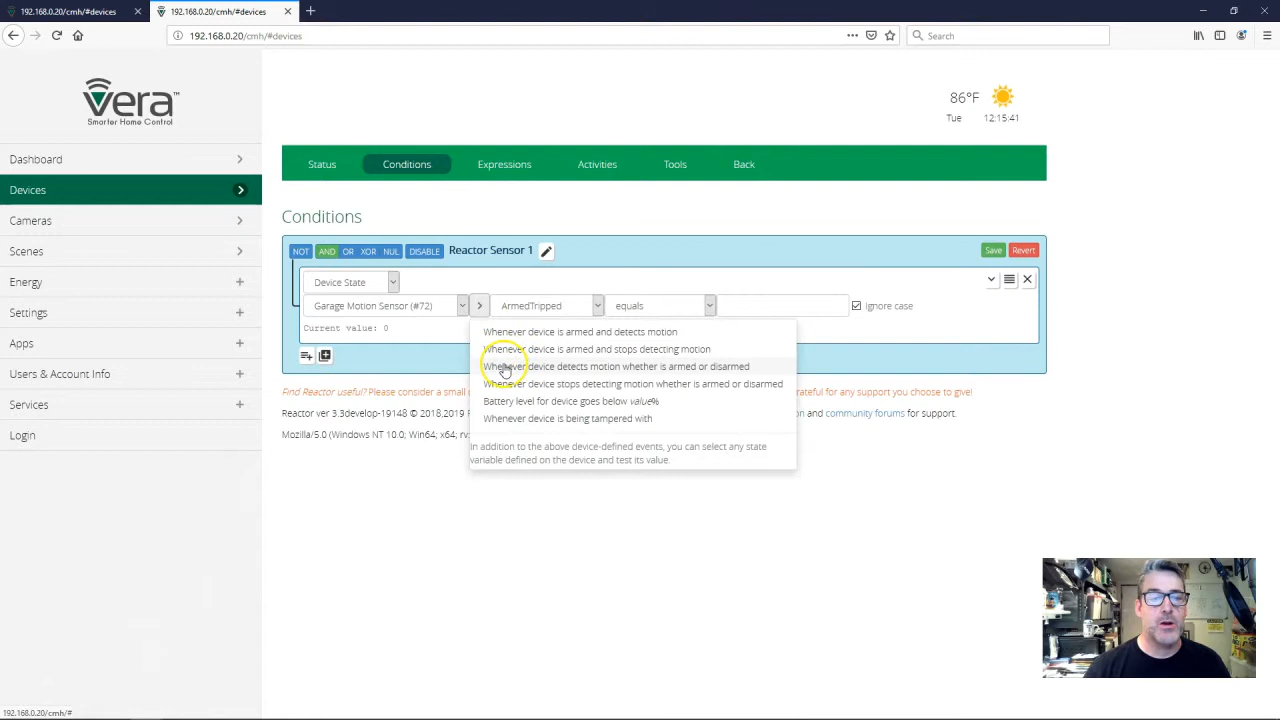 192.168.0.20/cmh/#devices
192.168.0.20/cmh/#devices
192.168.0.20/cmh/#devices
Search
vera™
Smarter Home Control
86°F
Tue 12:15:41
Dashboard
Devices
Cameras
Scenes
Energy
Settings
Apps
Users & Account Info
Services
Login
Status Conditions Expressions Activities Tools Back
Conditions
NOT AND OR XOR NUL DISABLE Reactor Sensor 1 Save Revert
Device State
Garage Motion Sensor (#72) > ArmedTripped equals Ignore case
Current value: 0
Whenever device is armed and detects motion
Whenever device is armed and stops detecting motion
Whenever device detects motion whether is armed or disarmed
Whenever device stops detecting motion whether is armed or disarmed
Battery level for device goes below value%
Whenever device is being tampered with
In addition to the above device-defined events, you can select any state
variable defined on the device and test its value.
Find Reactor useful? Please consider a small grateful for any support you choose to give!
Reactor ver 3.3develop-19148 © 2018,2019 and community forums for support.
Mozilla/5.0 (Windows NT 10.0; Win64; x64; rv:
192.168.0.20/cmh/#